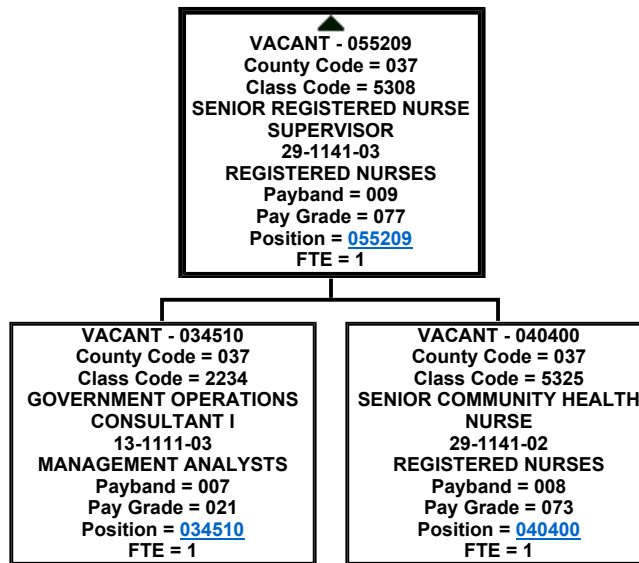 VACANT - 055209
County Code = 037
Class Code = 5308
SENIOR REGISTERED NURSE
SUPERVISOR
29-1141-03
REGISTERED NURSES
Payband = 009
Pay Grade = 077
Position = 055209
FTE = 1
VACANT - 034510
County Code = 037
Class Code = 2234
GOVERNMENT OPERATIONS
CONSULTANT I
13-1111-03
MANAGEMENT ANALYSTS
Payband = 007
Pay Grade = 021
Position = 034510
FTE = 1
VACANT - 040400
County Code = 037
Class Code = 5325
SENIOR COMMUNITY HEALTH
NURSE
29-1141-02
REGISTERED NURSES
Payband = 008
Pay Grade = 073
Position = 040400
FTE = 1